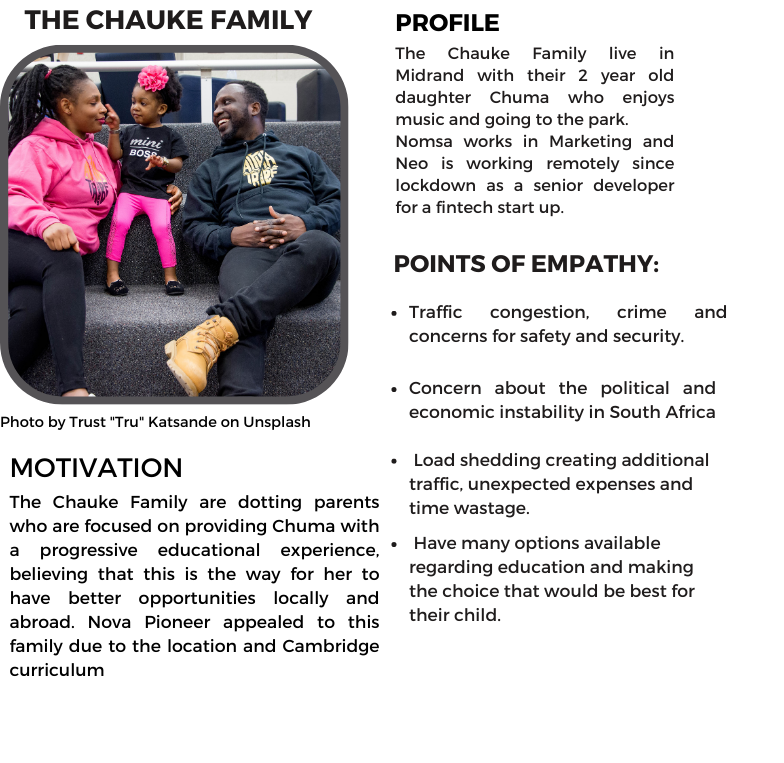 THE CHAUKE FAMILY
mini
BOSS
Photo by Trust "Tru" Katsande on Unsplash
MOTIVATION
The Chauke Family are dotting parents
who are focused on providing Chuma with
a progressive educational experience,
believing that this is the way for her to
have better opportunities locally and
abroad. Nova Pioneer appealed to this
family due to the location and Cambridge
curriculum
PROFILE
The Chauke Family live in
Midrand with their 2 year old
daughter Chuma who enjoys
music and going to the park.
Nomsa works in Marketing and
Neo is working remotely since
lockdown as a senior developer
for a fintech start up.
POINTS OF EMPATHY:
• Traffic congestion, crime and
concerns for safety and security.
• Concern about the political and
economic instability in South Africa
• Load shedding creating additional
traffic, unexpected expenses and
time wastage.
• Have many options available
regarding education and making
the choice that would be best for
their child.